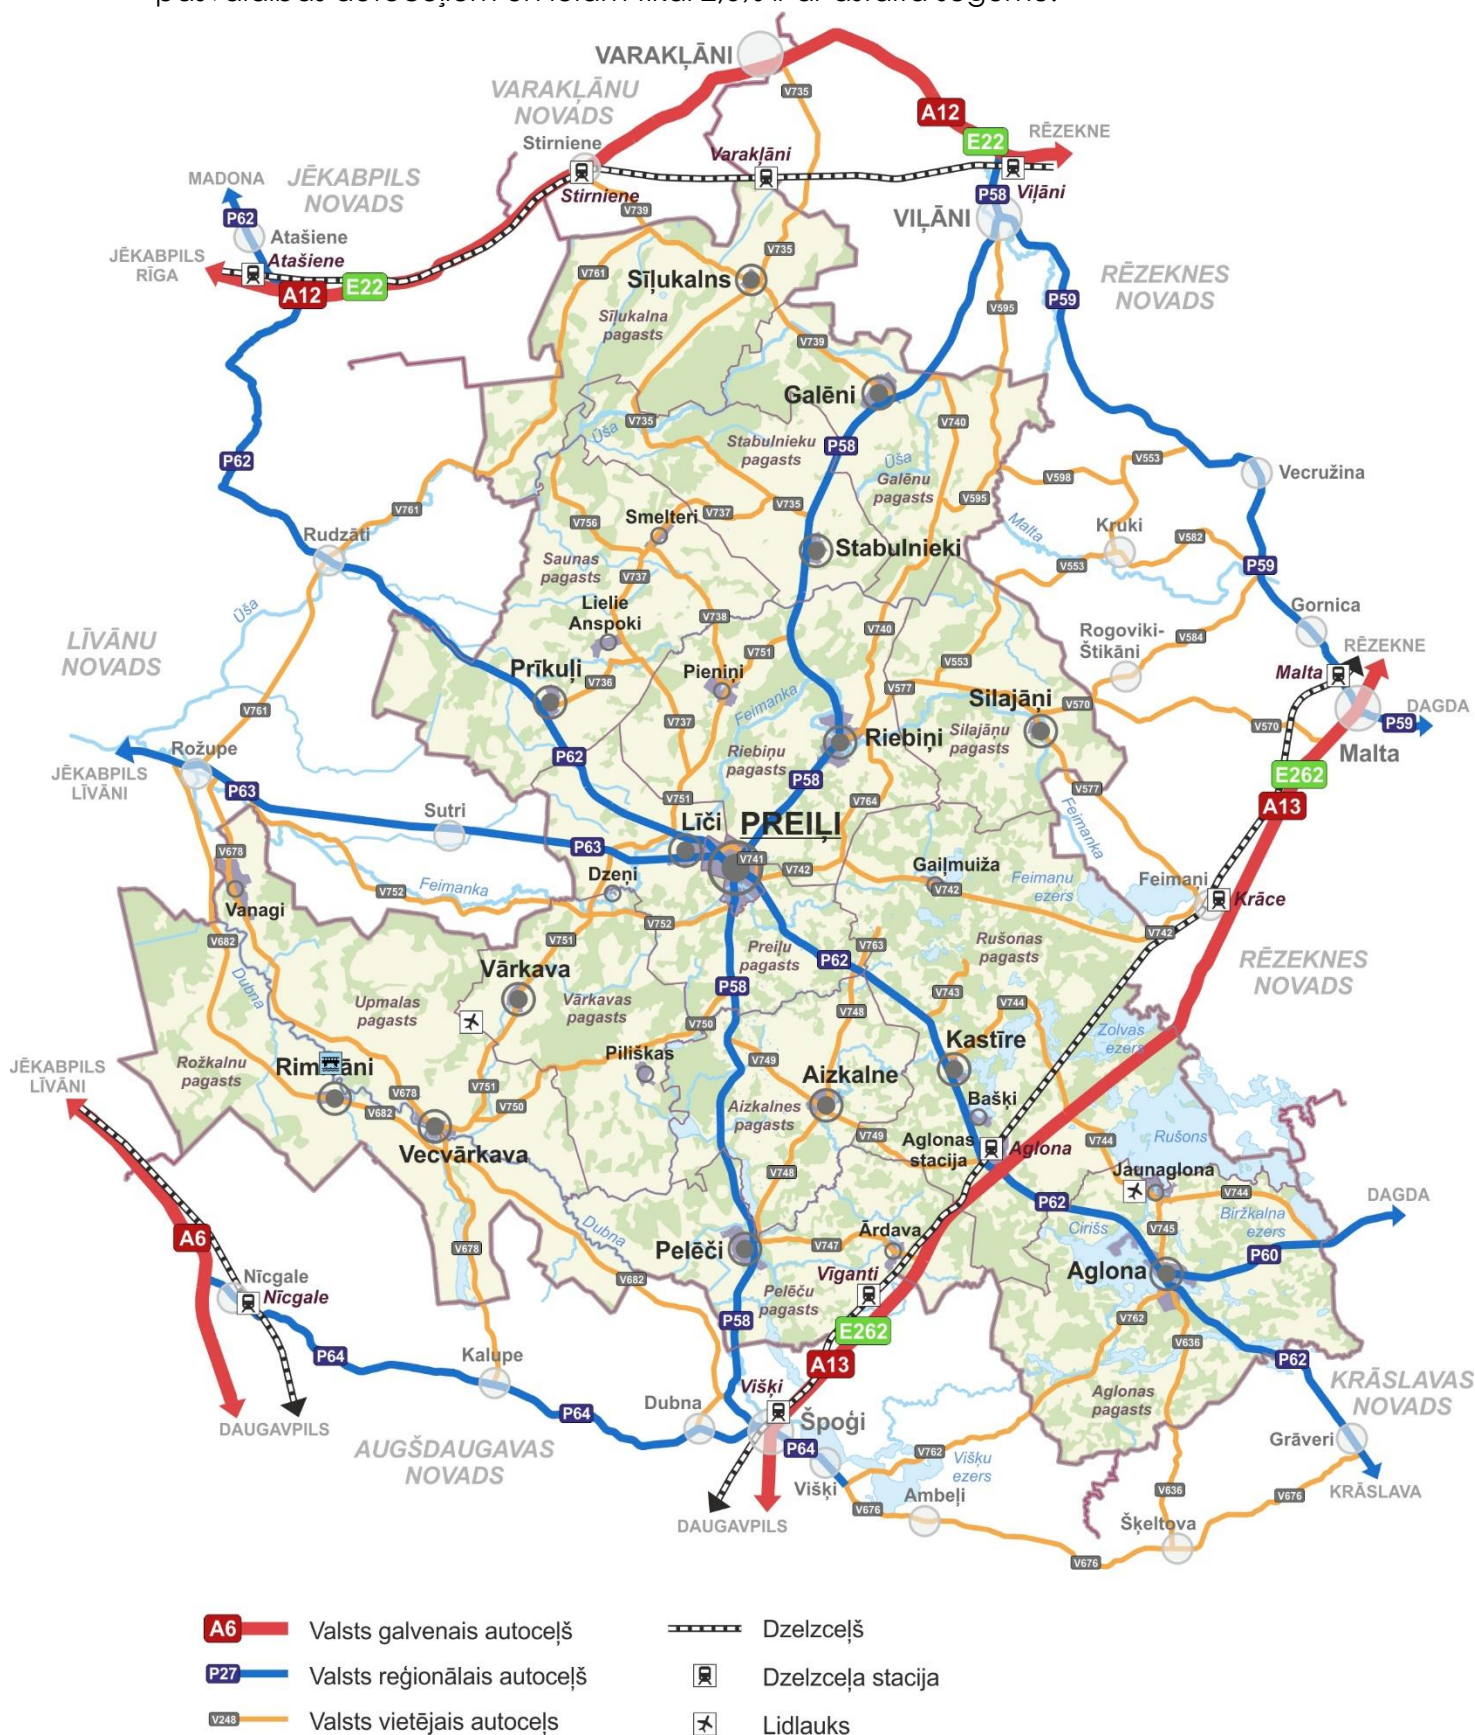 VARAKĻĀNI
VARAKĻĀNU
NOVADS
V735
A12
E22
RĒZEKNE
Stirniene
Varakļāni
Viļāni
P58
MADONA
JĒKABPILS
NOVADS
Stirniene
V739
VIĻĀNI
P62
Atašiene
Atašiene
JĒKABPILS
RĪGA
A12
E22
V761
V735
Sīļukalns
RĒZEKNES
NOVADS
P59
V595
Sīļukalna
pagasts
V739
Galēni
V735
Ūša
Stabulnieku
pagasts
P58
V740
Ūša
Galēnu
pagasts
P62
V553
V598
Vecružina
V595
V761
V756
Smelteri
V737
V735
Malta
Kruki
V582
Rudzāti
Stabulnieki
Saunas
pagasts
V737
V553
P59
Ūša
Lielie
Anspoki
V738
V740
Gornica
LĪVĀNU
NOVADS
Rogoviki-
Štikāni
V584
RĒZEKNE
V751
V553
Prīkuļi
Pieniņi
V736
V577
Malta
Silajāņi
V761
Feimanka
V737
V570
DAGDA
P59
V570
Rožupe
Riebiņi
Silajāņu
pagasts
Malta
JĒKABPILS
LĪVĀNI
P62
Riebiņu
pagasts
P58
E262
P63
V751
V764
V577
A13
Sutri
Līči
PREIĻI
Feimanka
P63
V741
V678
V742
Gaiļmuiža
Dzeņi
V752
Feimanka
V742
Feimaņu
ezers
Feimaņi
Krāce
Vanagi
V752
V742
V682
V751
Preiļu
pagasts
V763
Rušonas
pagasts
P62
RĒZEKNES
NOVADS
Dubna
Vārkava
P58
Upmalas
pagasts
Vārkavas
pagasts
V743
V744
V748
V750
Zolvas
ezers
Rožkalnu
pagasts
Rimicāni
Piliškas
V749
Kastīre
JĒKABPILS
LĪVĀNI
Aizkalne
V751
V678
V750
V682
Bašķi
Aizkalnes
pagasts
Vecvārkava
V749
Aglonas
stacija
Aglona
V744
Rušons
V748
Jaunaglona
V744
DAGDA
P62
Dubna
Ārdava
Cirišs
V745
Biržkalna
ezers
A6
V678
Pelēči
V747
P60
Vīganti
Aglona
Nīcgale
Nīcgale
V682
Pelēču
pagasts
P58
E262
V762
V636
P64
Kalupe
A13
P62
Višķi
Aglonas
pagasts
KRĀSLAVAS
NOVADS
DAUGAVPILS
P64
Dubna
Špoģi
Grāveri
AUGŠDAUGAVAS
NOVADS
P64
V762
Višķu
ezers
Višķi
V636
V676
KRĀSLAVA
V676
Ambeļi
DAUGAVPILS
Šķeltova
V676
A6
Valsts galvenais autoceļš
Dzelzceļš
P27
Valsts reģionālais autoceļš
Dzelzceļa stacija
V248
Valsts vietējais autoceļš
Lidlauks